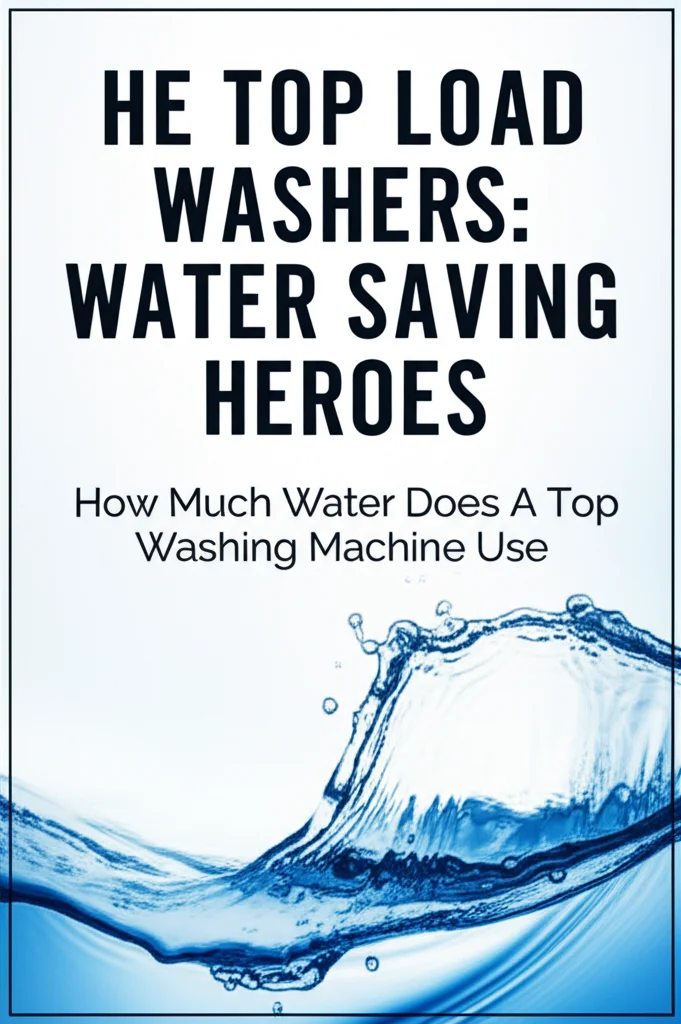 HE TOP LOAD
WASHERS:
WATER SAVING
HEROES
How Much Water Does A Top
Washing Machine Use